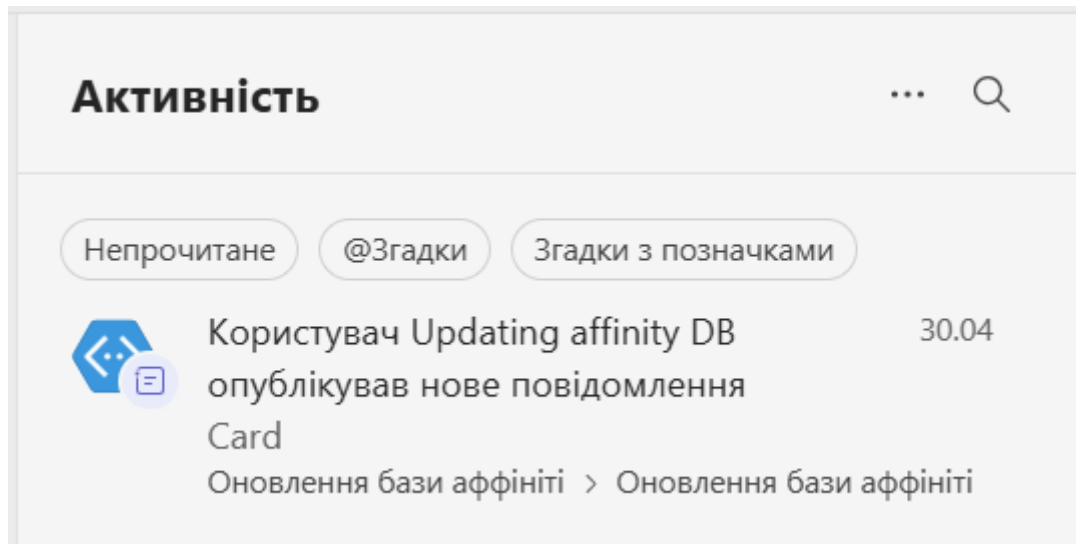 Активність
Непрочитане @Згадки Згадки з позначками
Користувач Updating affinity DB 30.04
опублікував нове повідомлення
Card
Оновлення бази аффініті > Оновлення бази аффініті